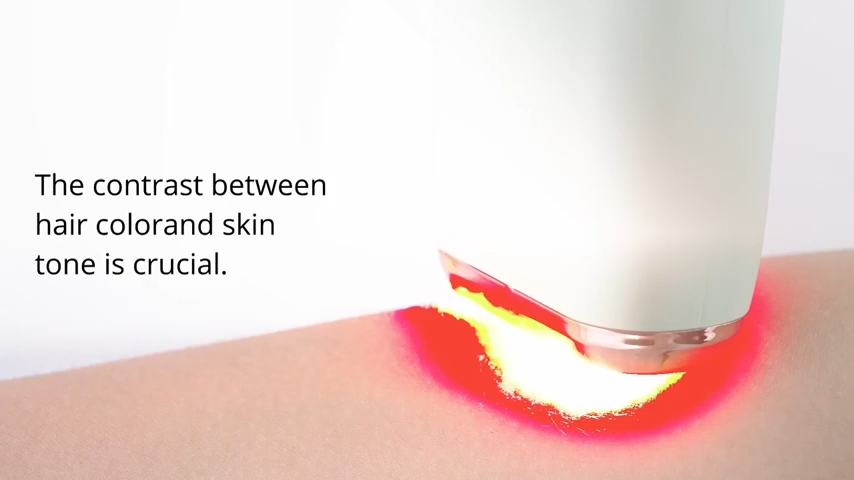 The contrast between
hair colorand skin
tone is crucial.